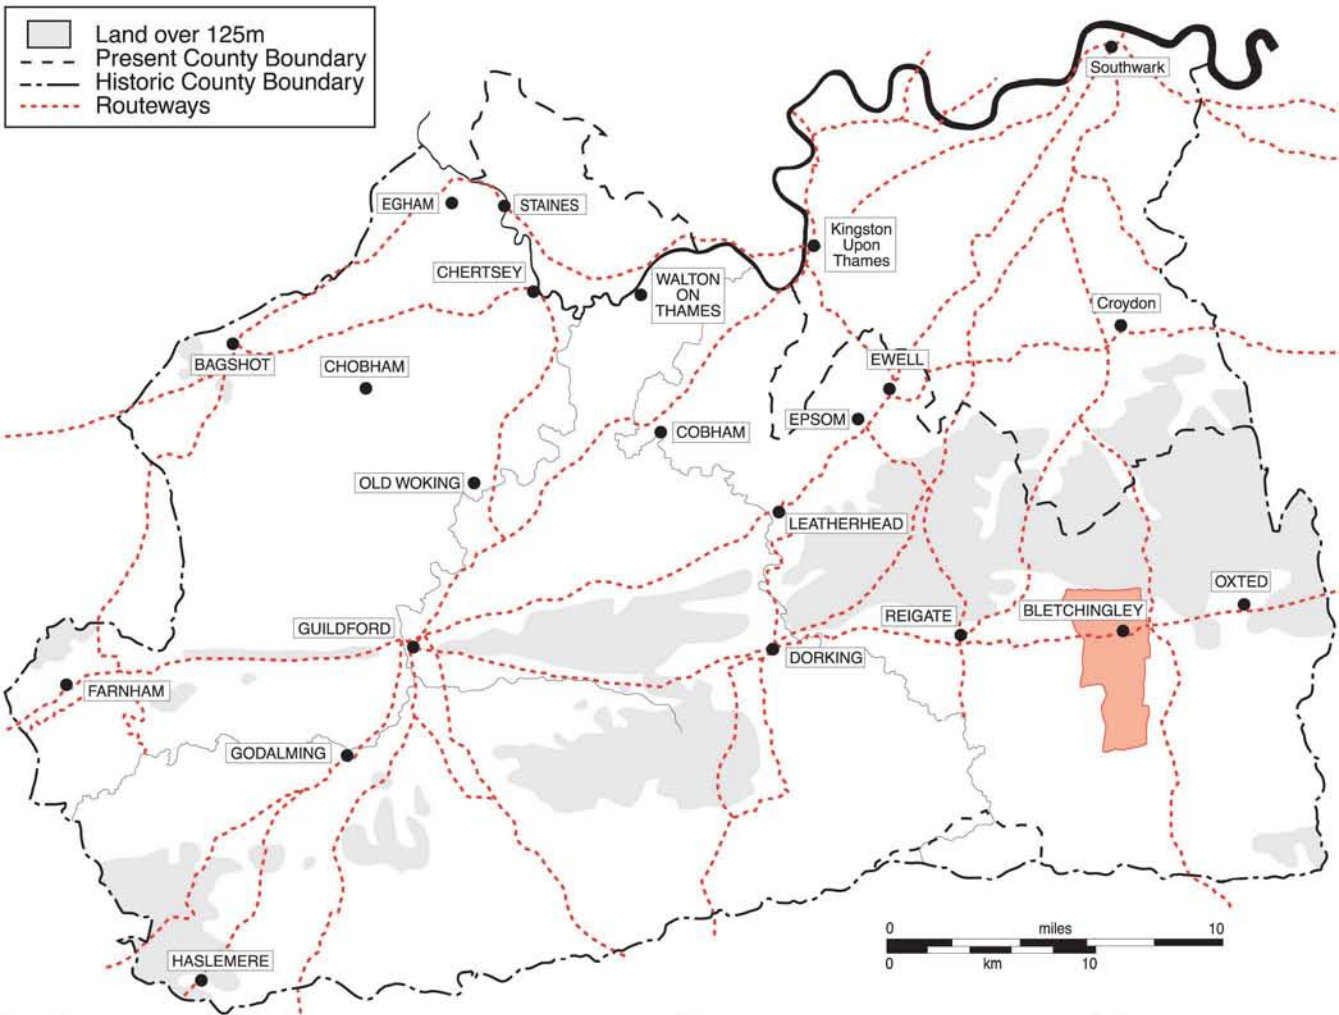 Land over 125m
Present County Boundary
Historic County Boundary
Routeways
Southwark
EGHAM
STAINES
Kingston
Upon
Thames
CHERTSEY
WALTON
ON
THAMES
Croydon
BAGSHOT
CHOBHAM
EWELL
EPSOM
COBHAM
OLD WOKING
LEATHERHEAD
OXTED
BLETCHINGLEY
REIGATE
GUILDFORD
DORKING
FARNHAM
GODALMING
HASLEMERE
0 miles 10
0 km 10